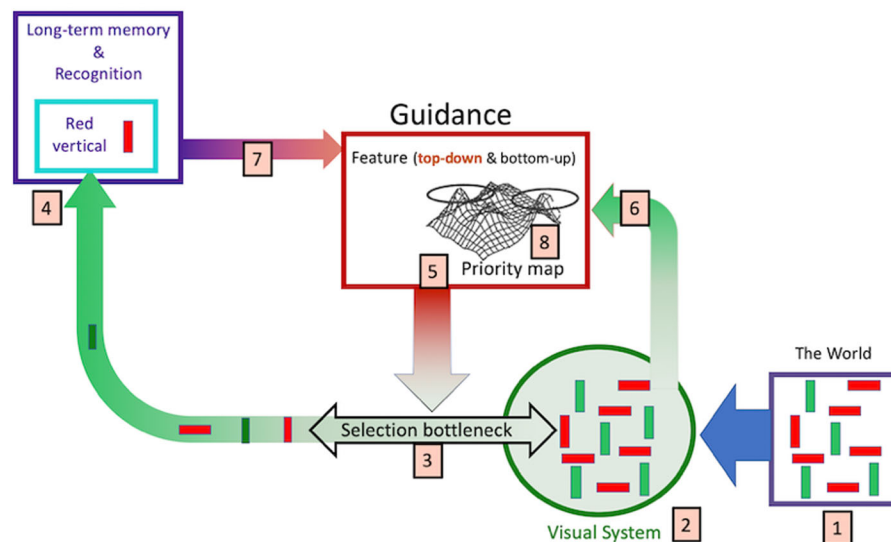 Long-term memory
&
Recognition
Red
vertical
4
7
Guidance
Feature (top-down & bottom-up)
8
Priority map
5
6
The World
Selection bottleneck
3
Visual System
2
1